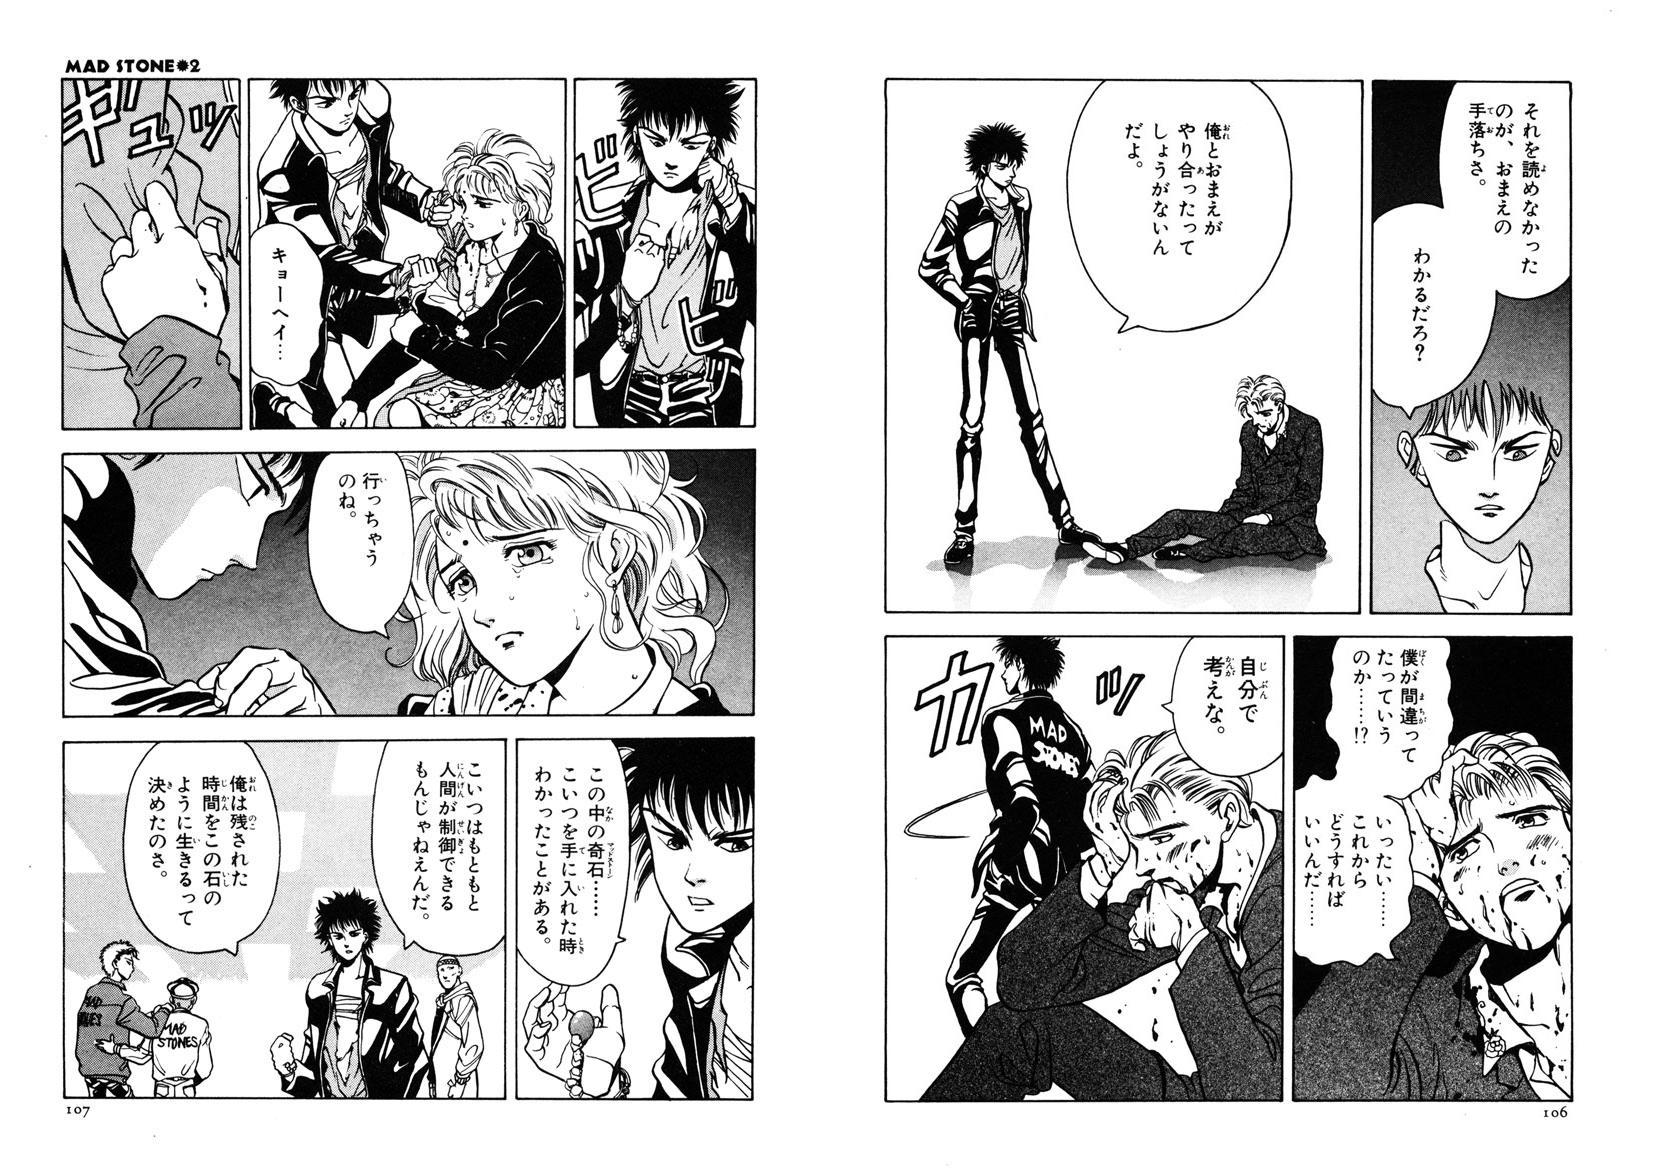 それを読めなかった
のが、おまえの
手落ちさ。
わかるだろ?
俺とおまえが
やり合ったって
しょうがないん
だよ。
僕が間違って
たっていう
のか……!?
いったい……
これから
どうすれば
いいんだ……
自分で
考えな。
カッ
MAD
STONES
106
MAD STONE#2
ビビッ
ビッ
キョーヘイ…
ギュッ
行っちゃう
のね。
この中の奇石……
こいつを手に入れた時
わかったことがある。
こいつはもともと
人間が制御できる
もんじゃねえんだ。
俺は残された
時間をこの石の
ように生きるって
決めたのさ。
MAD
STONES
107